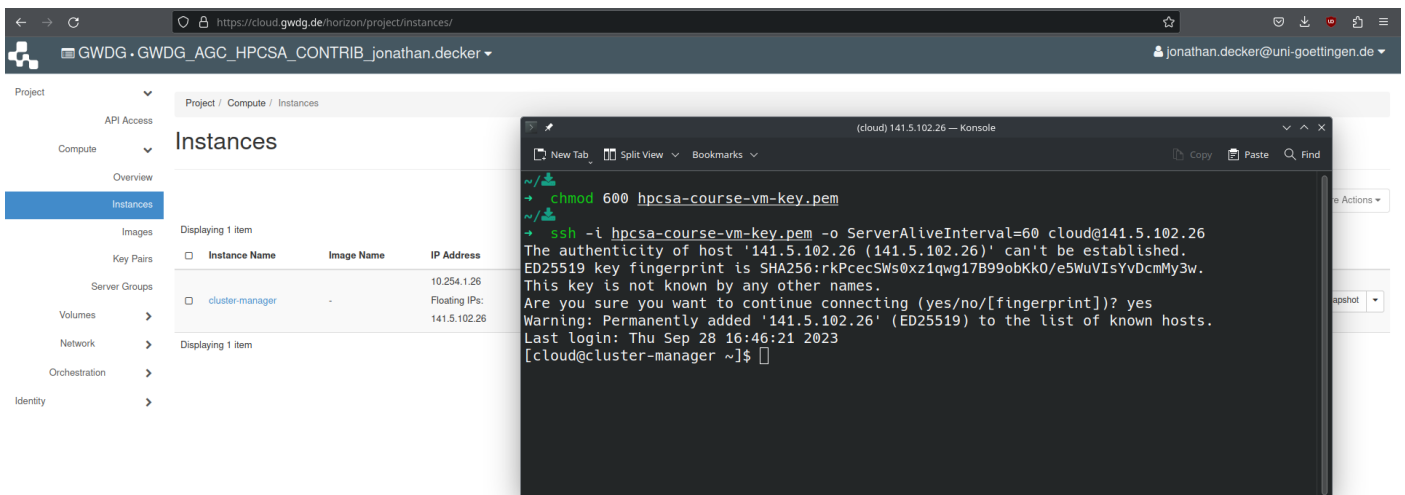 https://cloud.gwdg.de/horizon/project/instances/
GWDG • GWDG_AGC_HPCSA_CONTRIB_jonathan.decker
jonathan.decker@uni-goettingen.de
Project
API Access
Compute
Overview
Instances
Images
Key Pairs
Server Groups
Volumes
Network
Orchestration
Identity
Project / Compute / Instances
Instances
Displaying 1 item
Instance Name Image Name IP Address
cluster-manager - 10.254.1.26
Floating IPs:
141.5.102.26
Displaying 1 item
Actions
apshot
(cloud) 141.5.102.26 — Konsole
New Tab Split View Bookmarks Copy Paste Find
~/
→ chmod 600 hpcsa-course-vm-key.pem
~/
→ ssh -i hpcsa-course-vm-key.pem -o ServerAliveInterval=60 cloud@141.5.102.26
The authenticity of host '141.5.102.26 (141.5.102.26)' can't be established.
ED25519 key fingerprint is SHA256:rkPcecSWs0xz1qwg17B99obKkO/e5WuVIsYvDcmMy3w.
This key is not known by any other names.
Are you sure you want to continue connecting (yes/no/[fingerprint])? yes
Warning: Permanently added '141.5.102.26' (ED25519) to the list of known hosts.
Last login: Thu Sep 28 16:46:21 2023
[cloud@cluster-manager ~]$